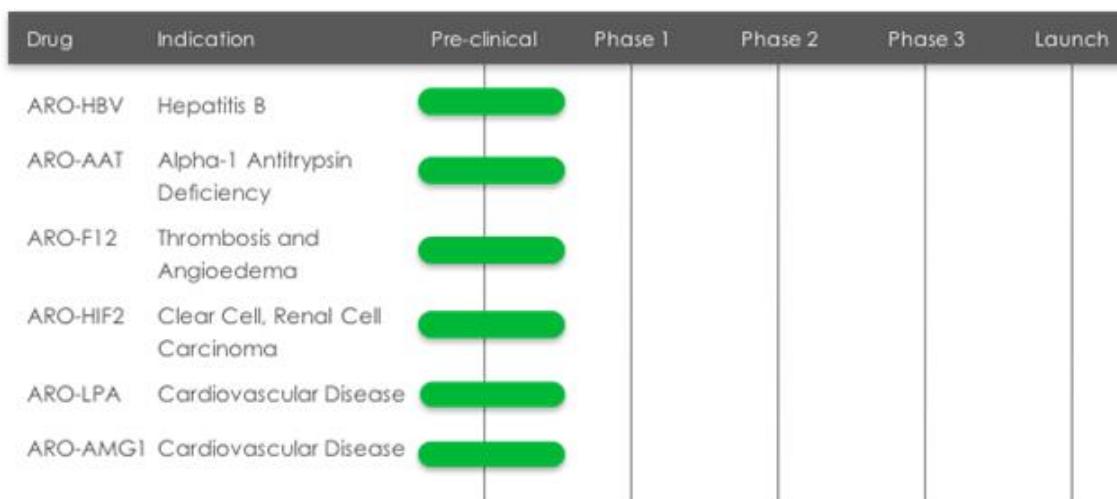 Drug Indication Pre-clinical Phase 1 Phase 2 Phase 3 Launch
ARO-HBV Hepatitis B
ARO-AAT Alpha-1 Antitrypsin
Deficiency
ARO-F12 Thrombosis and
Angioedema
ARO-HIF2 Clear Cell, Renal Cell
Carcinoma
ARO-LPA Cardiovascular Disease
ARO-AMG1 Cardiovascular Disease